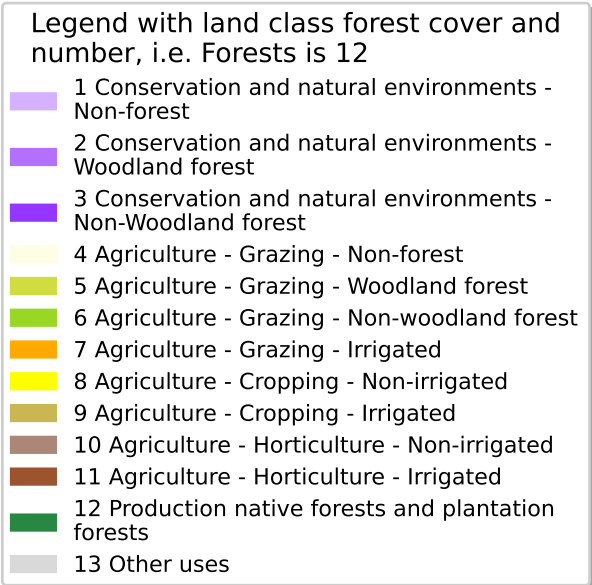 Legend with land class forest cover and
number, i.e. Forests is 12
1 Conservation and natural environments -
Non-forest
2 Conservation and natural environments -
Woodland forest
3 Conservation and natural environments -
Non-Woodland forest
4 Agriculture - Grazing - Non-forest
5 Agriculture - Grazing - Woodland forest
6 Agriculture - Grazing - Non-woodland forest
7 Agriculture - Grazing - Irrigated
8 Agriculture - Cropping - Non-irrigated
9 Agriculture - Cropping - Irrigated
10 Agriculture - Horticulture - Non-irrigated
11 Agriculture - Horticulture - Irrigated
12 Production native forests and plantation
forests
13 Other uses